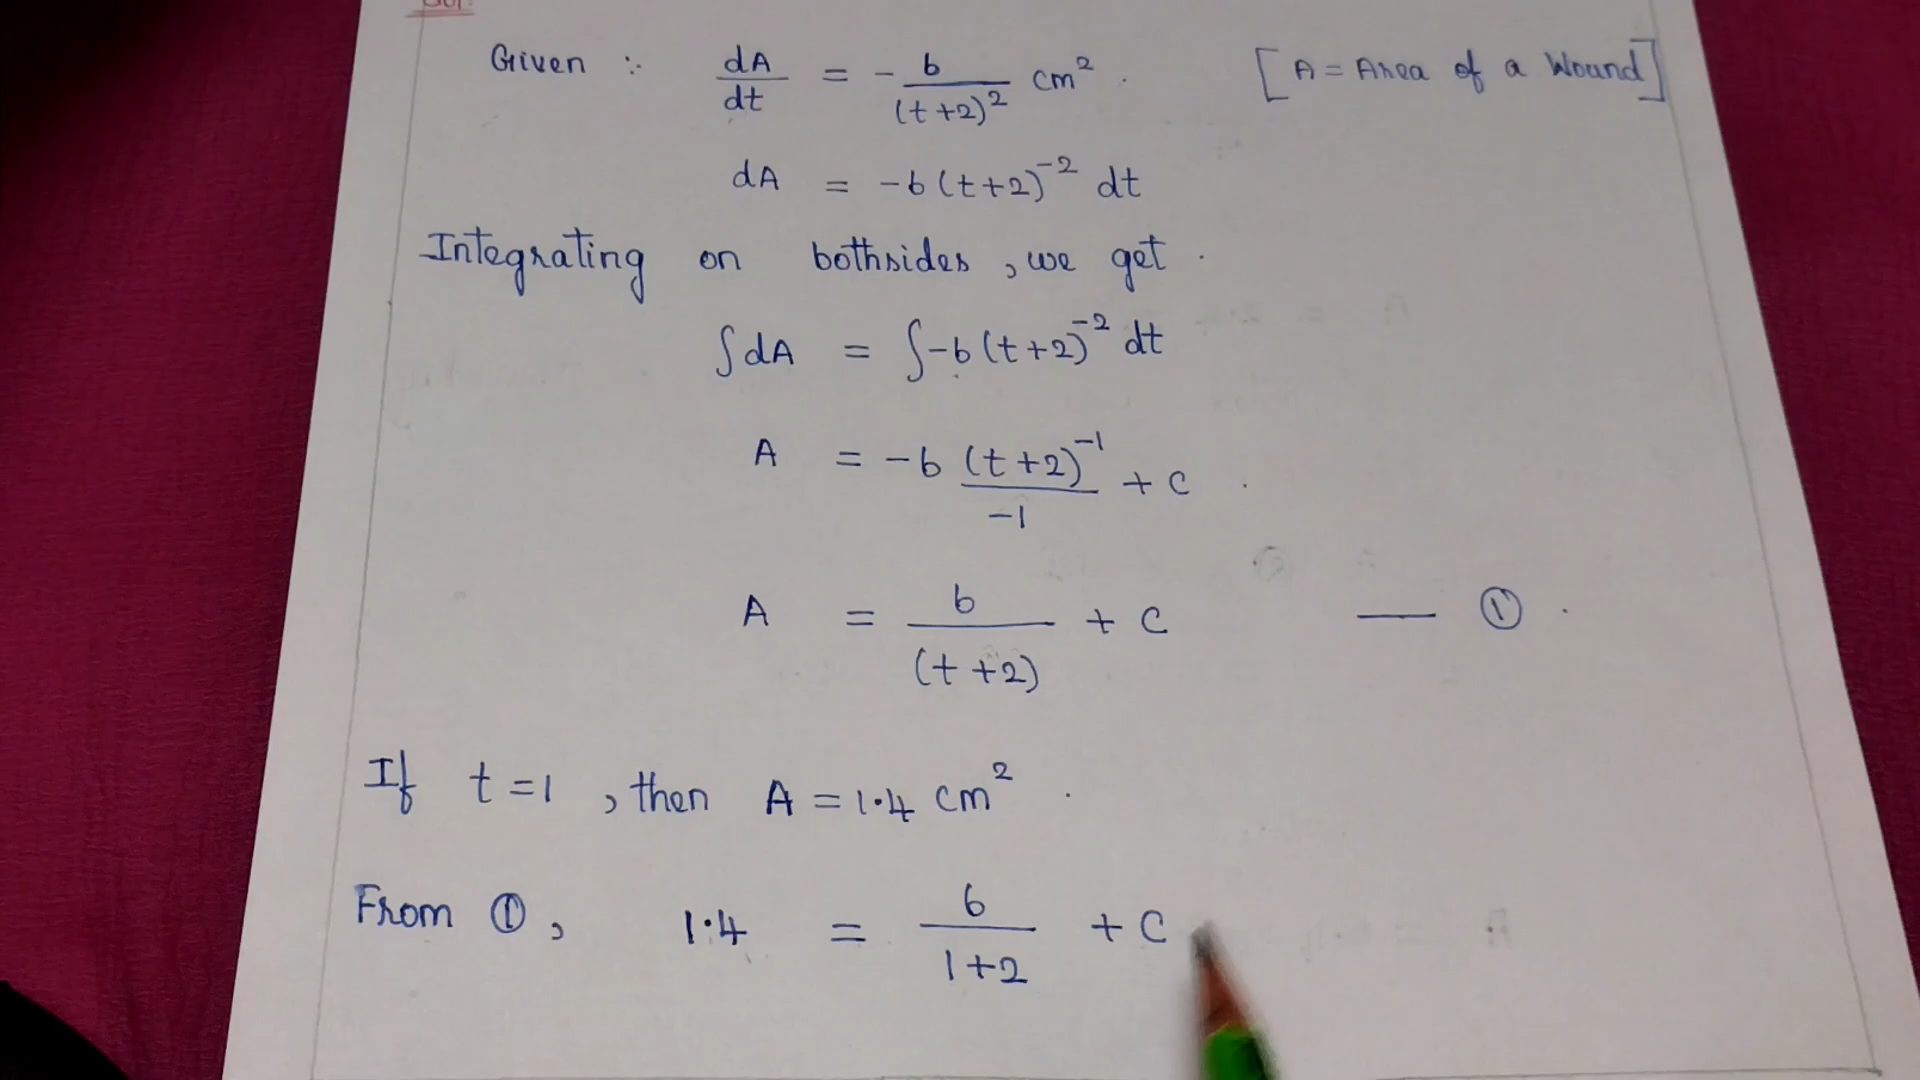 Given : dA/dt = - 6/(t+2)² cm². [A = Area of a Wound]
dA = -6(t+2)⁻² dt
Integrating on bothsides, we get.
∫dA = ∫-6(t+2)⁻² dt
A = -6 (t+2)⁻¹/-1 + C.
A = 6/(t+2) + C — ①.
If t=1, then A = 1.4 cm².
From ①, 1.4 = 6/1+2 + C